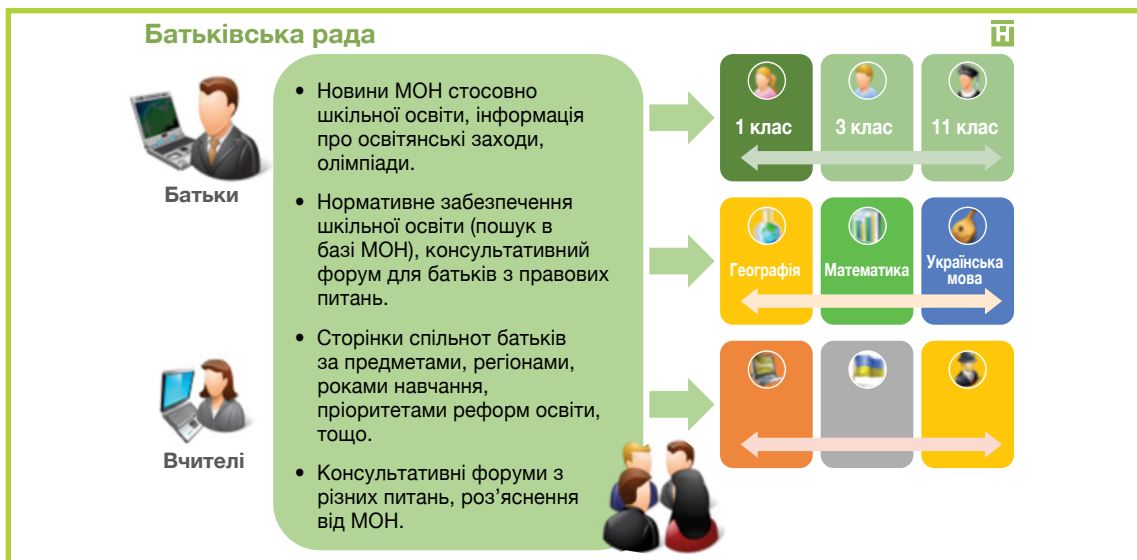 Батьківська рада
Батьки
Вчителі
• Новини МОН стосовно
шкільної освіти, інформація
про освітянські заходи,
олімпіади.
• Нормативне забезпечення
шкільної освіти (пошук в
базі МОН), консультативний
форум для батьків з правових
питань.
• Сторінки спільнот батьків
за предметами, регіонами,
роками навчання,
пріоритетами реформ освіти,
тощо.
• Консультативні форуми з
різних питань, роз’яснення
від МОН.
1 клас
3 клас
11 клас
Географія
Математика
Українська
мова